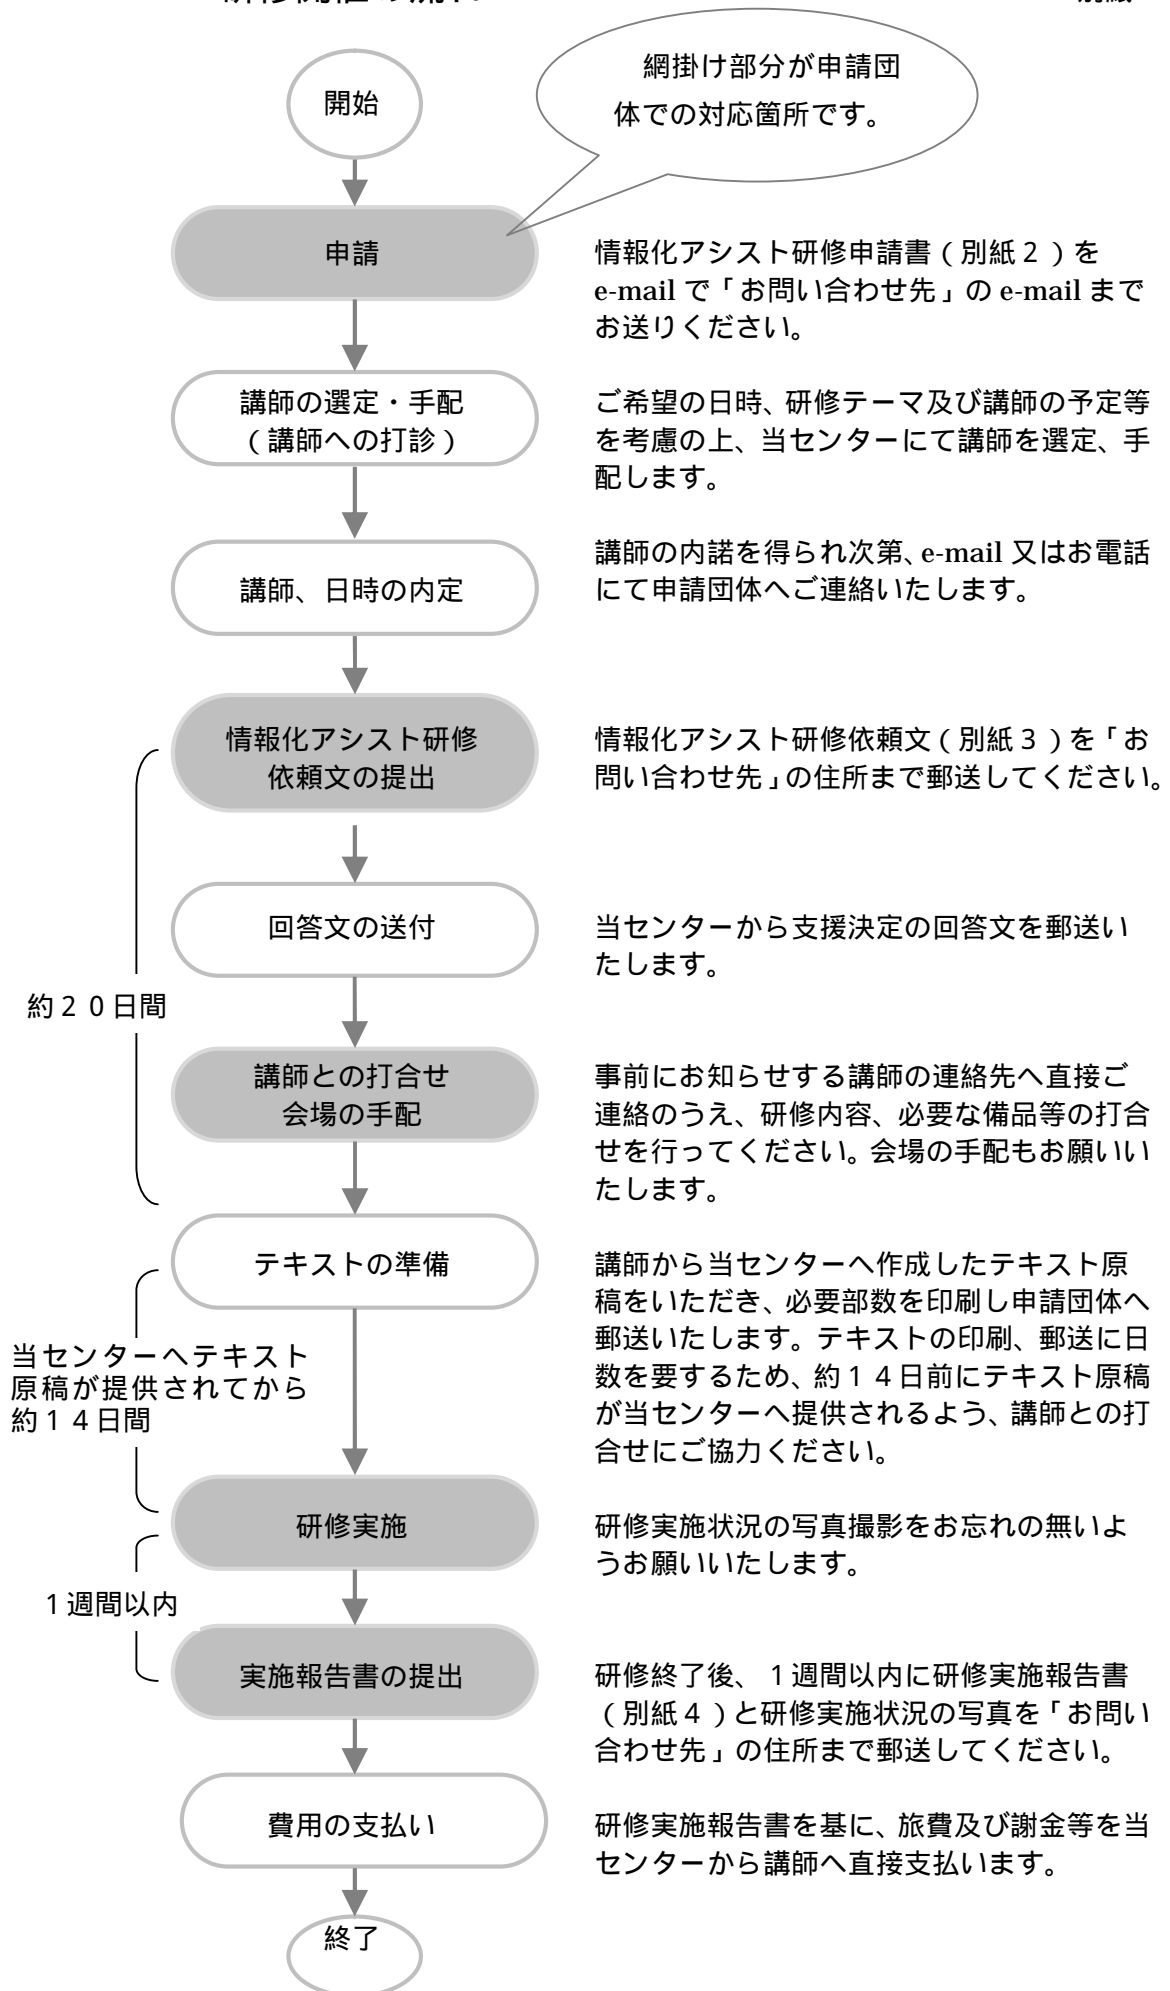 開始
網掛け部分が申請団
体での対応箇所です。
申請
情報化アシスト研修申請書（別紙２）を
e-mail で「お問い合わせ先」の e-mail まで
お送りください。
講師の選定・手配
（講師への打診）
ご希望の日時、研修テーマ及び講師の予定等
を考慮の上、当センターにて講師を選定、手
配します。
講師、日時の内定
講師の内諾を得られ次第、e-mail 又はお電話
にて申請団体へご連絡いたします。
情報化アシスト研修
依頼文の提出
情報化アシスト研修依頼文（別紙３）を「お
問い合わせ先」の住所まで郵送してください。
回答文の送付
当センターから支援決定の回答文を郵送い
たします。
約２０日間
講師との打合せ
会場の手配
事前にお知らせする講師の連絡先へ直接ご
連絡のうえ、研修内容、必要な備品等の打合
せを行ってください。会場の手配もお願いい
たします。
テキストの準備
講師から当センターへ作成したテキスト原
稿をいただき、必要部数を印刷し申請団体へ
郵送いたします。テキストの印刷、郵送に日
数を要するため、約１４日前にテキスト原稿
が当センターへ提供されるよう、講師との打
合せにご協力ください。
当センターへテキスト
原稿が提供されてから
約１４日間
研修実施
研修実施状況の写真撮影をお忘れの無いよ
うお願いいたします。
１週間以内
実施報告書の提出
研修終了後、１週間以内に研修実施報告書
（別紙４）と研修実施状況の写真を「お問い
合わせ先」の住所まで郵送してください。
費用の支払い
研修実施報告書を基に、旅費及び謝金等を当
センターから講師へ直接支払います。
終了